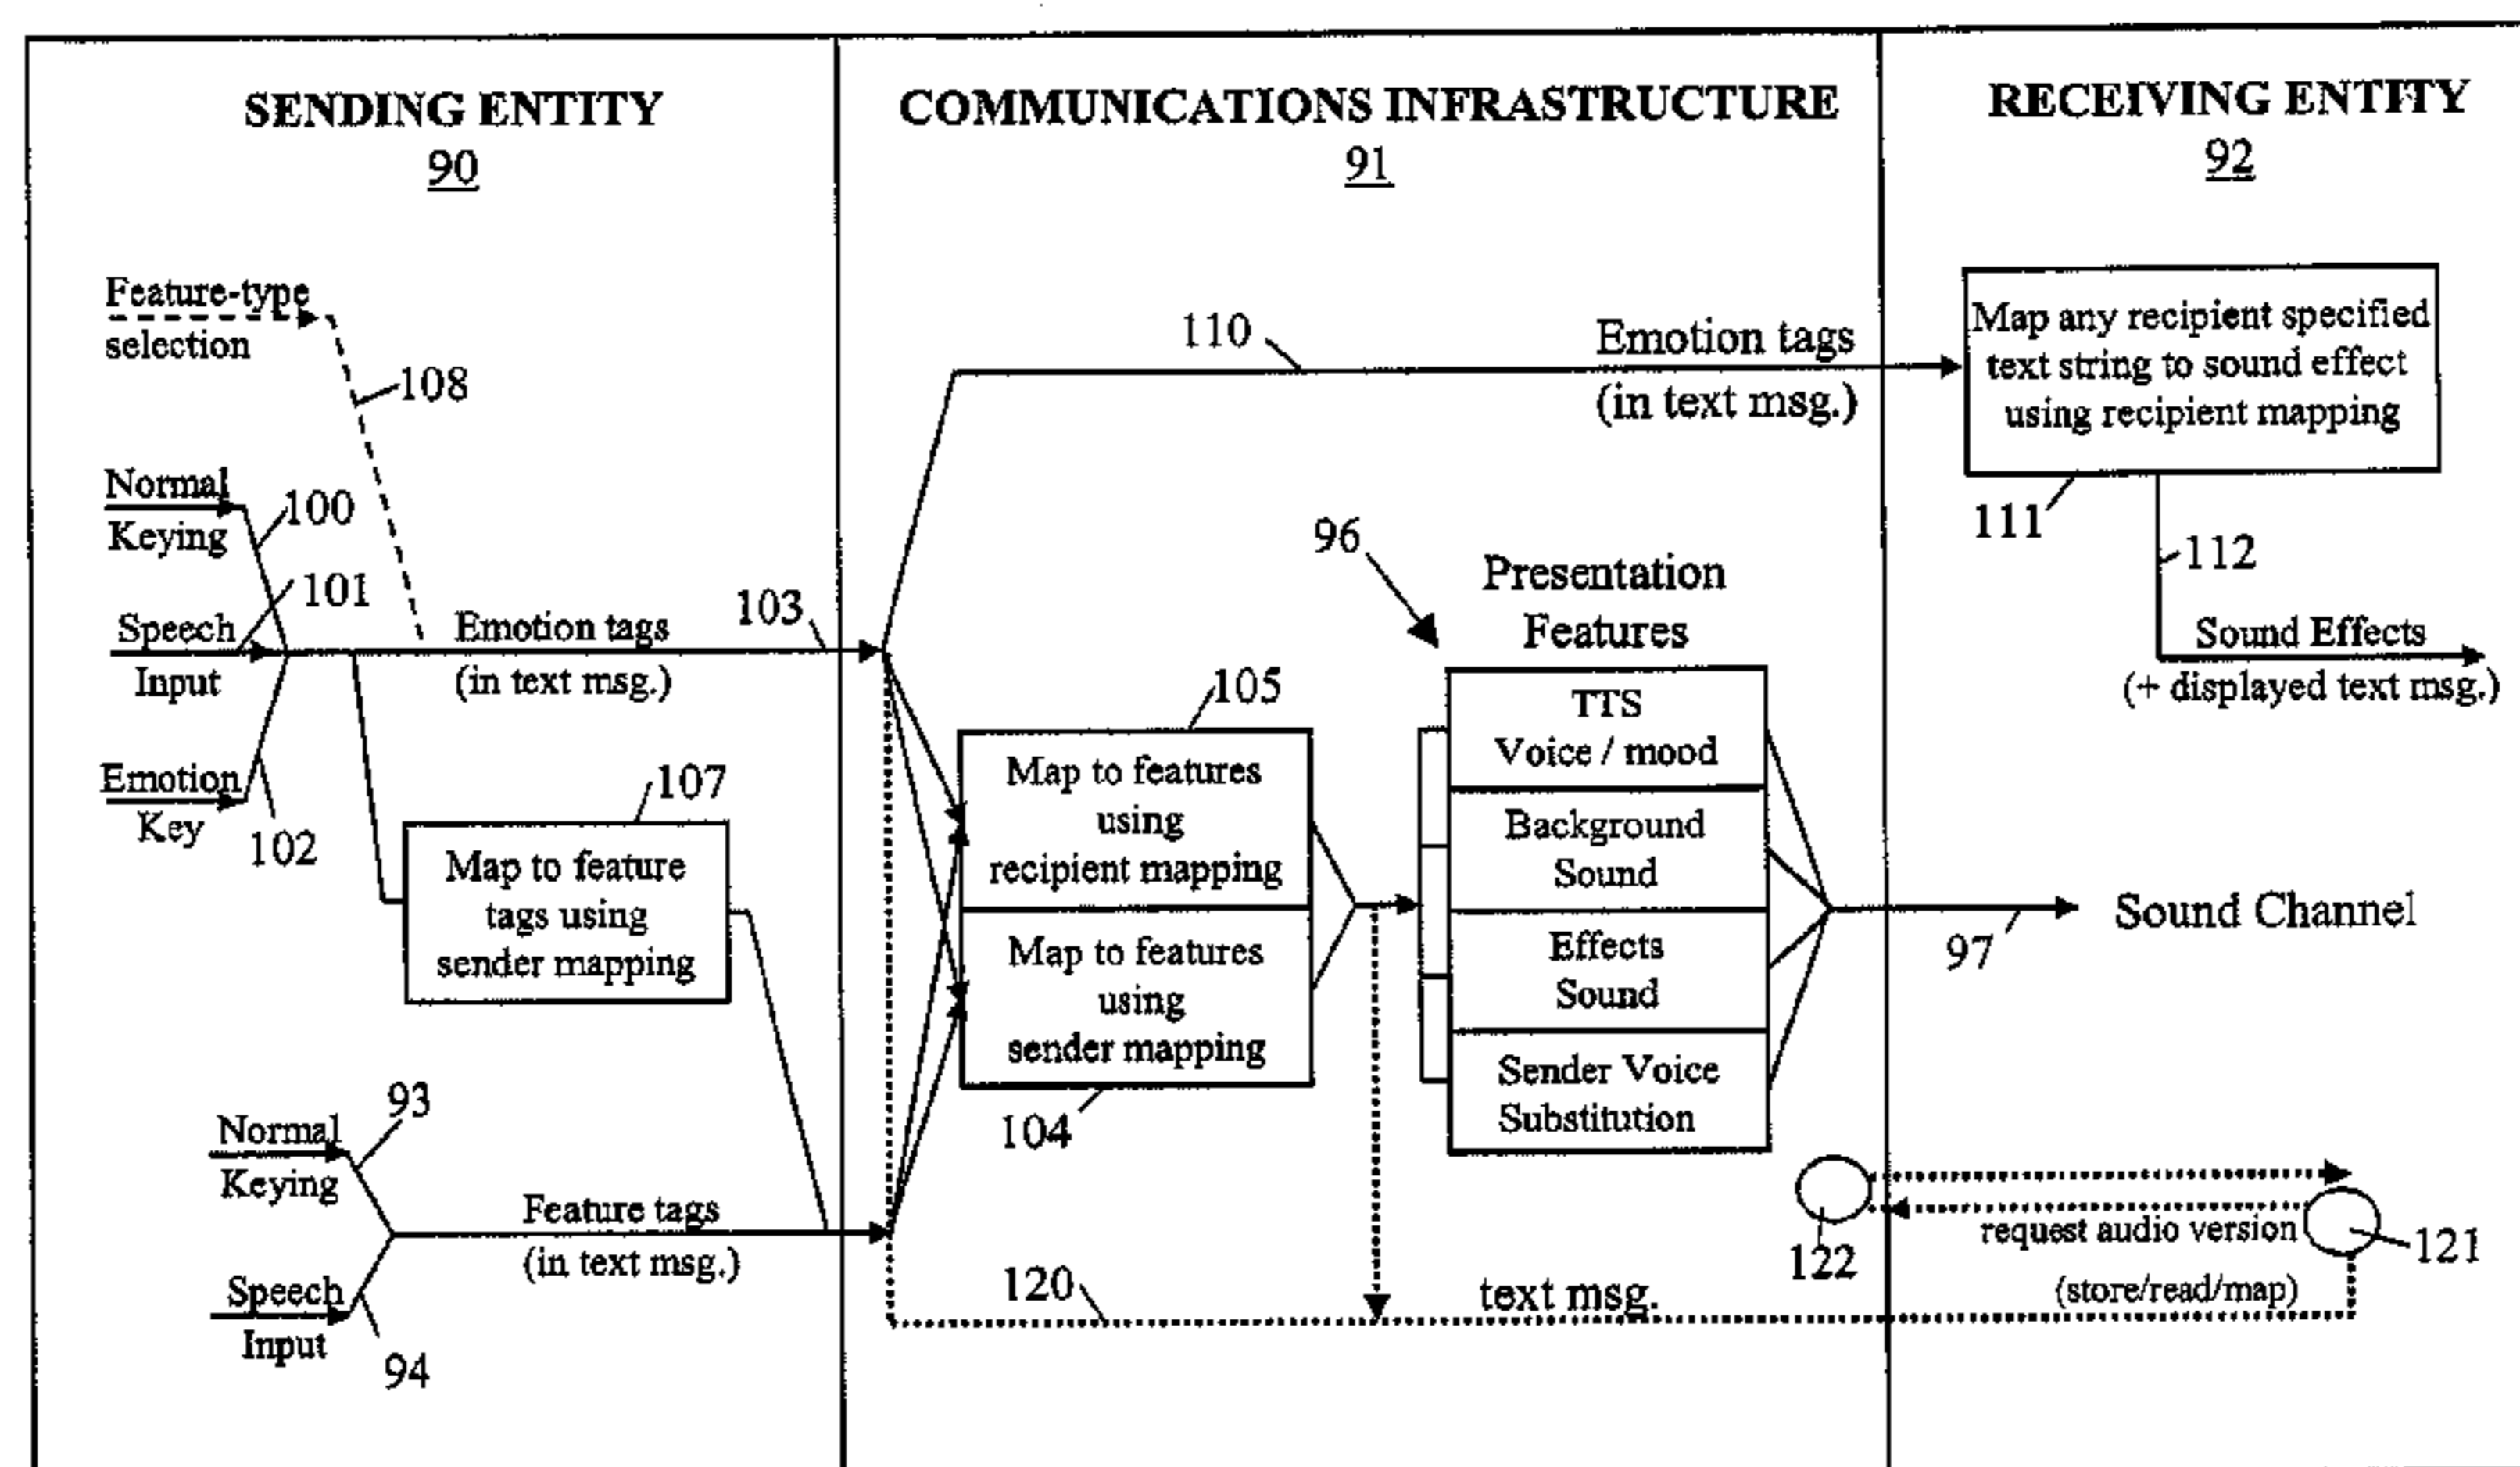 SENDING ENTITY
90
Feature-type
selection
108
Normal
Keying
100
101
Speech
Input
Emotion tags
(in text msg.)
103
Emotion
Key
102
107
Map to feature
tags using
sender mapping
93
Normal
Keying
Feature tags
(in text msg.)
Speech
Input
94
COMMUNICATIONS INFRASTRUCTURE
91
110
Emotion tags
(in text msg.)
96
Presentation
Features
105
Map to features
using
recipient mapping
Map to features
using
sender mapping
104
TTS
Voice / mood
Background
Sound
Effects
Sound
Sender Voice
Substitution
122
120
text msg.
RECEIVING ENTITY
92
Map any recipient specified
text string to sound effect
using recipient mapping
111
112
Sound Effects
(+ displayed text msg.)
Sound Channel
97
request audio version
121
(store/read/map)